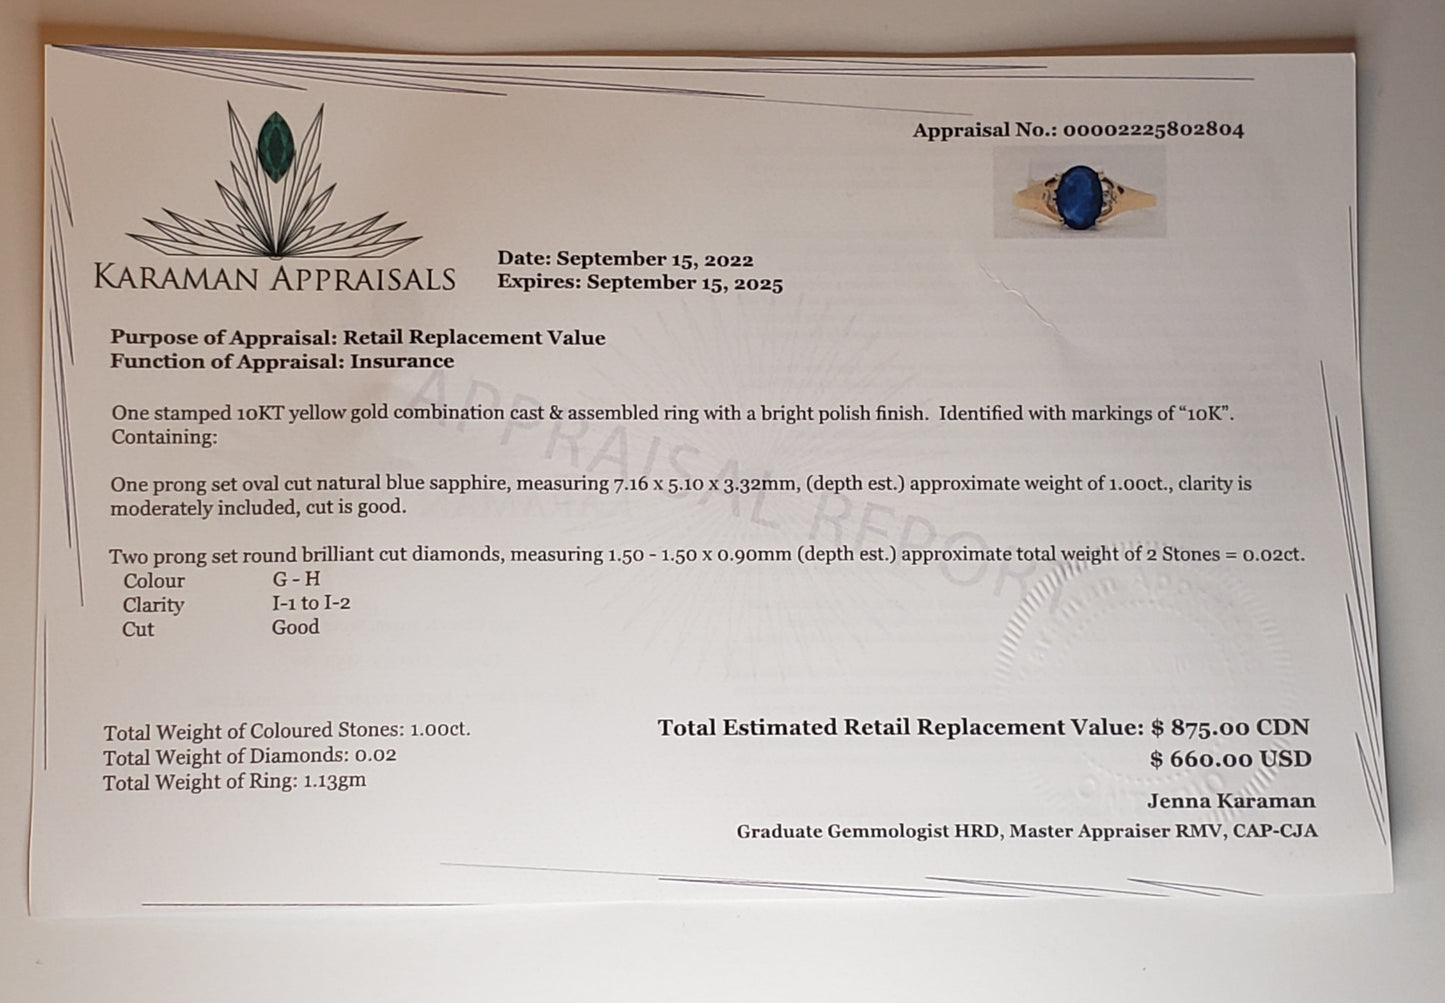 Appraisal No.: 00002225802804
KARAMAN APPRAISALS
Date: September 15, 2022
Expires: September 15, 2025
Purpose of Appraisal: Retail Replacement Value
Function of Appraisal: Insurance
APPRAISAL REPORT
One stamped 10KT yellow gold combination cast & assembled ring with a bright polish finish.  Identified with markings of “10K”.
Containing:
One prong set oval cut natural blue sapphire, measuring 7.16 x 5.10 x 3.32mm, (depth est.) approximate weight of 1.00ct., clarity is
moderately included, cut is good.
Two prong set round brilliant cut diamonds, measuring 1.50 - 1.50 x 0.90mm (depth est.) approximate total weight of 2 Stones = 0.02ct.
Colour G - H
Clarity I-1 to I-2
Cut Good
Total Weight of Coloured Stones: 1.00ct.
Total Weight of Diamonds: 0.02
Total Weight of Ring: 1.13gm
Total Estimated Retail Replacement Value: $ 875.00 CDN
$ 660.00 USD
Jenna Karaman
Graduate Gemmologist HRD, Master Appraiser RMV, CAP-CJA